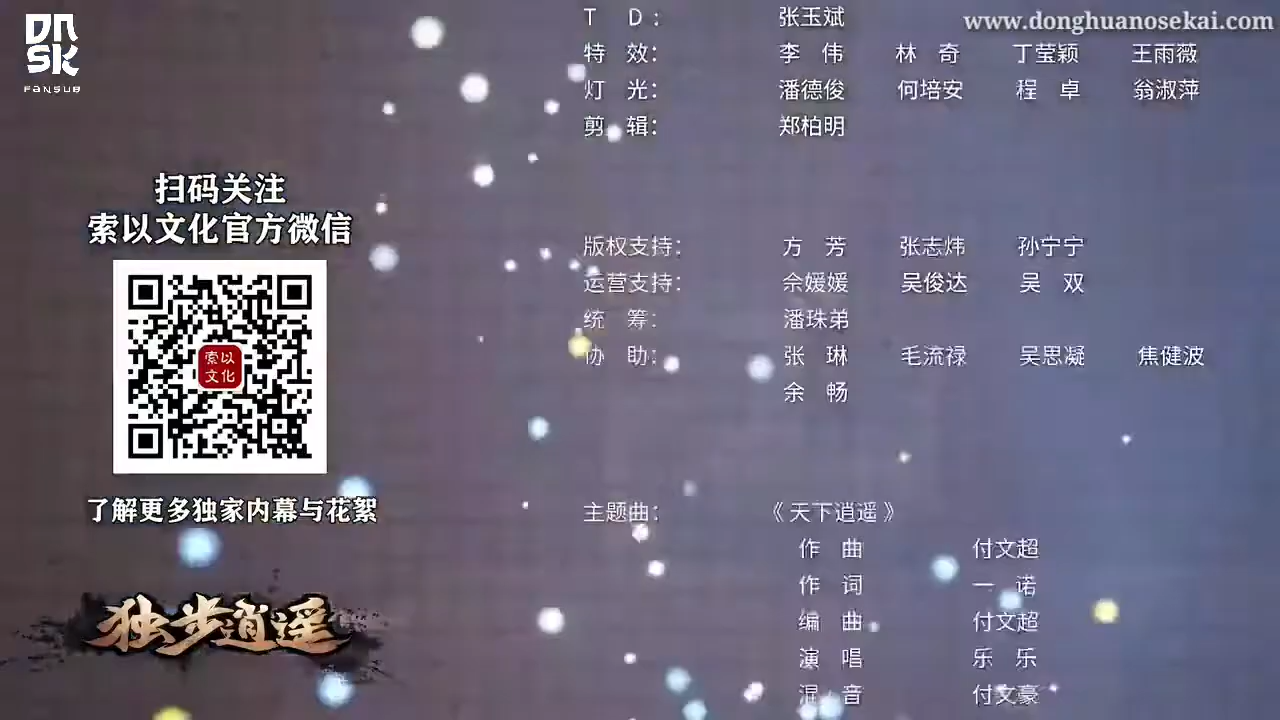 DNSK
FANSUB
www.donghuanosekai.com
T D： 张玉斌
特 效： 李 伟 林 奇 丁莹颖 王雨薇
灯 光： 潘德俊 何培安 程 卓 翁淑萍
剪 辑： 郑柏明
扫码关注
索以文化官方微信
索以
文化
了解更多独家内幕与花絮
独步逍遥
版权支持： 方 芳 张志炜 孙宁宁
运营支持： 佘媛媛 吴俊达 吴 双
统 筹： 潘珠弟
协 助： 张 琳 毛流禄 吴思凝 焦健波
余 畅
主题曲： 《天下逍遥》
作 曲 付文超
作 词 一 诺
编 曲 付文超
演 唱 乐 乐
混 音 付文豪